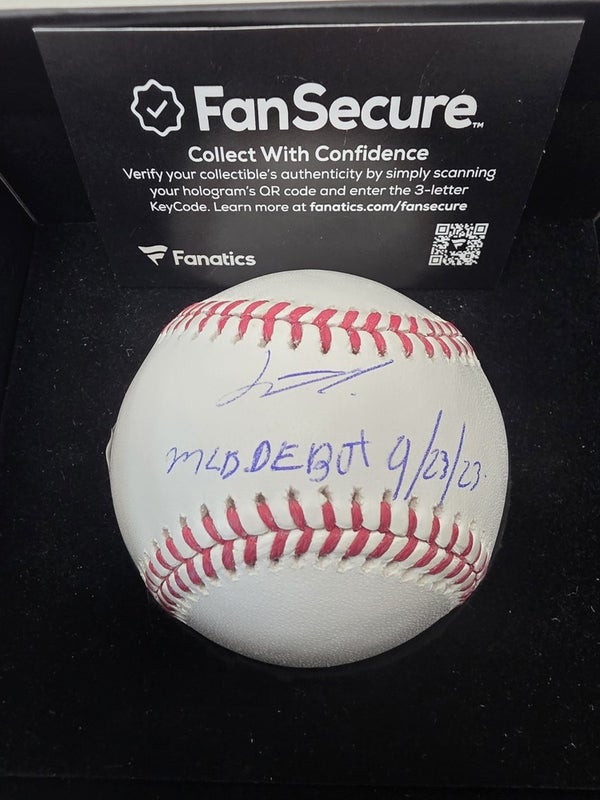 FanSecure™
Collect With Confidence
Verify your collectible's authenticity by simply scanning
your hologram's QR code and enter the 3-letter
KeyCode. Learn more at fanatics.com/fansecure
Fanatics
MLB.DEBUT 9/23/23.